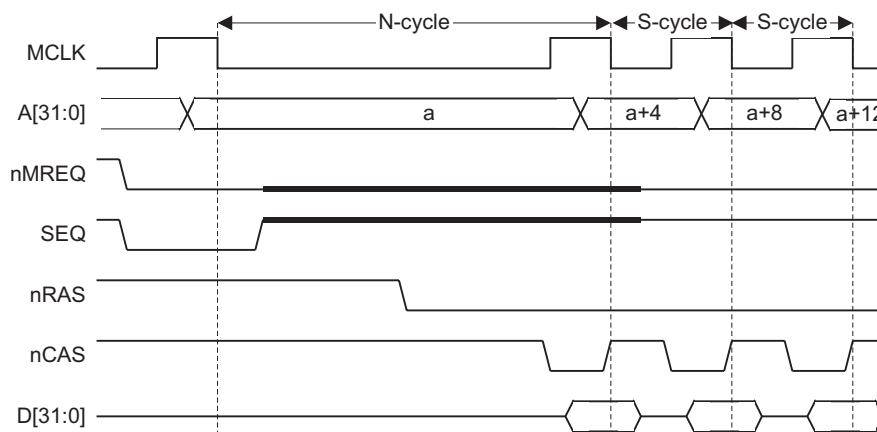 N-cycle S-cycle S-cycle
MCLK
A[31:0] a a+4 a+8 a+12
nMREQ
SEQ
nRAS
nCAS
D[31:0]